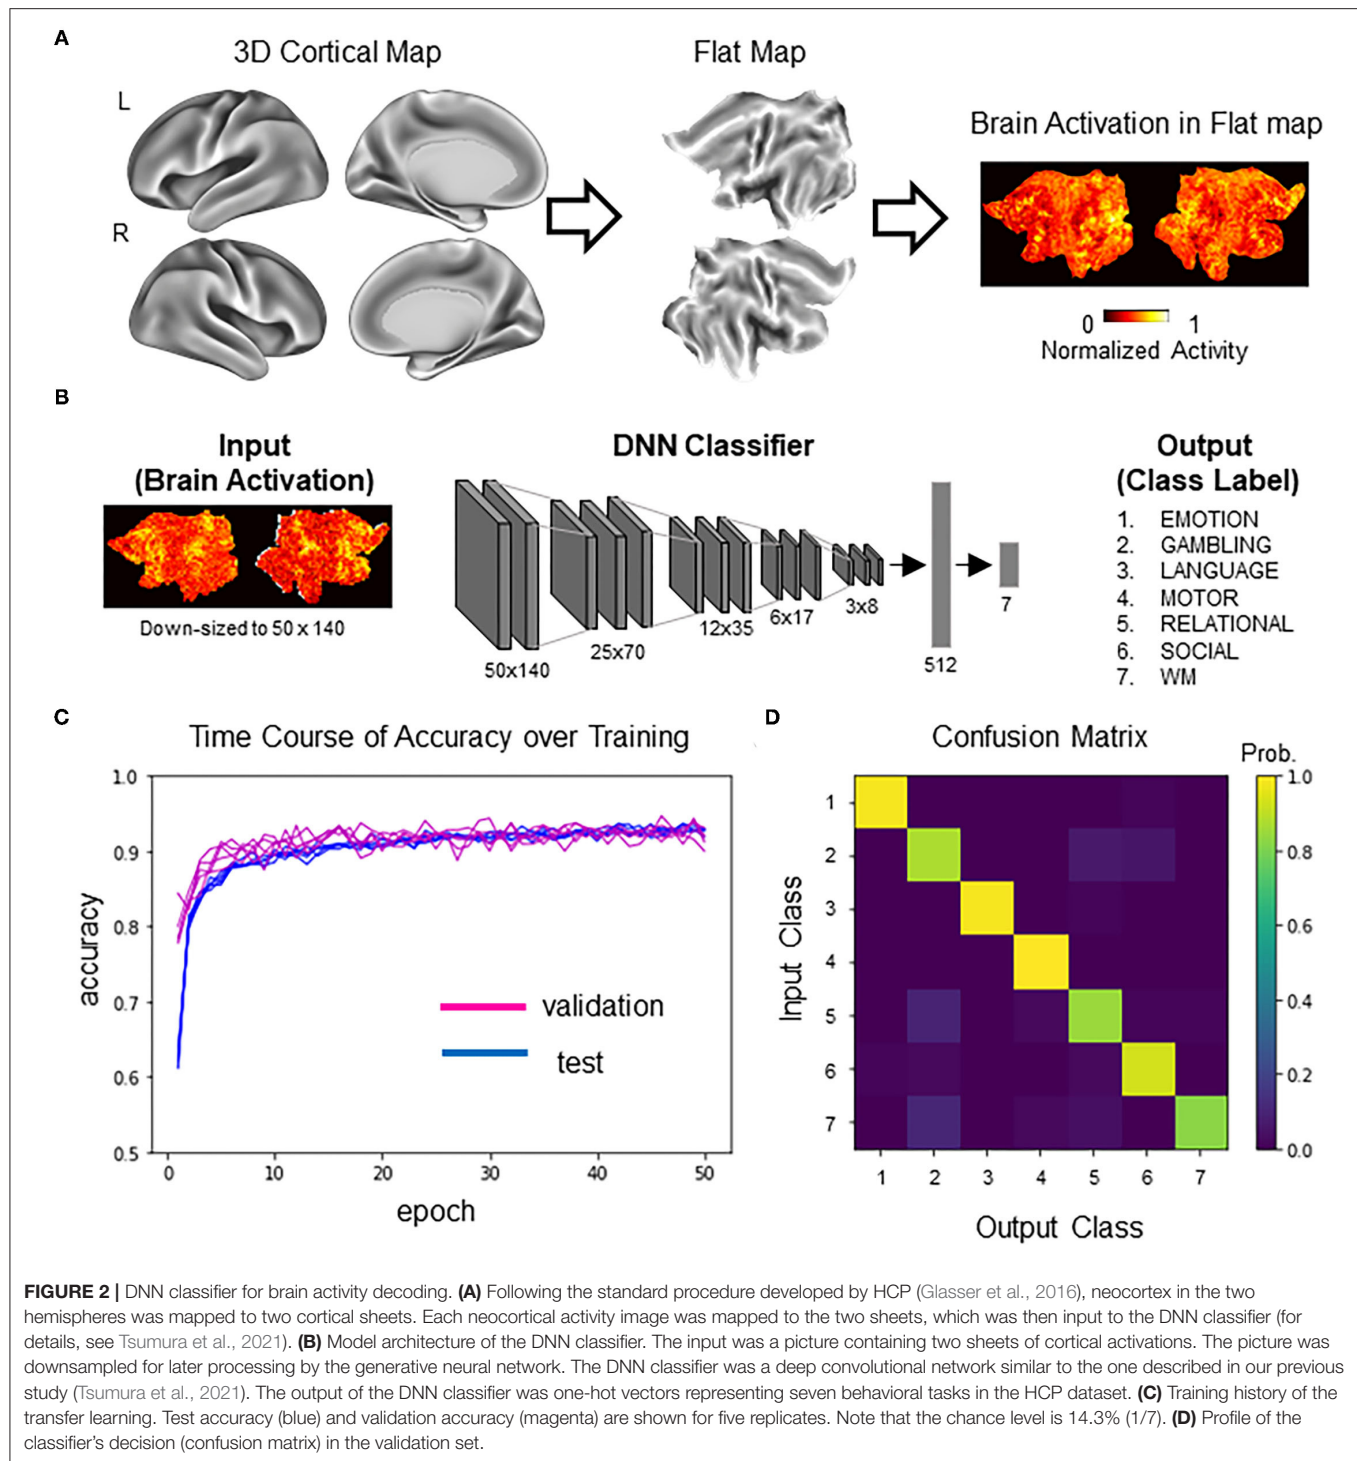 A
3D Cortical Map
Flat Map
L
Brain Activation in Flat map
R
0 1
Normalized Activity
B
Input
(Brain Activation)
DNN Classifier
Output
(Class Label)
1. EMOTION
2. GAMBLING
3. LANGUAGE
4. MOTOR
5. RELATIONAL
6. SOCIAL
7. WM
Down-sized to 50 x 140
50x140
25x70
12x35
6x17
3x8
512
7
C
Time Course of Accuracy over Training
1.0
0.9
0.8
0.7
0.6
0.5
accuracy
validation
test
0 10 20 30 40 50
epoch
D
Confusion Matrix
Prob.
Input Class
1
2
3
4
5
6
7
1 2 3 4 5 6 7
Output Class
1.0
0.8
0.6
0.4
0.2
0.0
FIGURE 2 | DNN classifier for brain activity decoding. (A) Following the standard procedure developed by HCP (Glasser et al., 2016), neocortex in the two
hemispheres was mapped to two cortical sheets. Each neocortical activity image was mapped to the two sheets, which was then input to the DNN classifier (for
details, see Tsumura et al., 2021). (B) Model architecture of the DNN classifier. The input was a picture containing two sheets of cortical activations. The picture was
downsampled for later processing by the generative neural network. The DNN classifier was a deep convolutional network similar to the one described in our previous
study (Tsumura et al., 2021). The output of the DNN classifier was one-hot vectors representing seven behavioral tasks in the HCP dataset. (C) Training history of the
transfer learning. Test accuracy (blue) and validation accuracy (magenta) are shown for five replicates. Note that the chance level is 14.3% (1/7). (D) Profile of the
classifier's decision (confusion matrix) in the validation set.